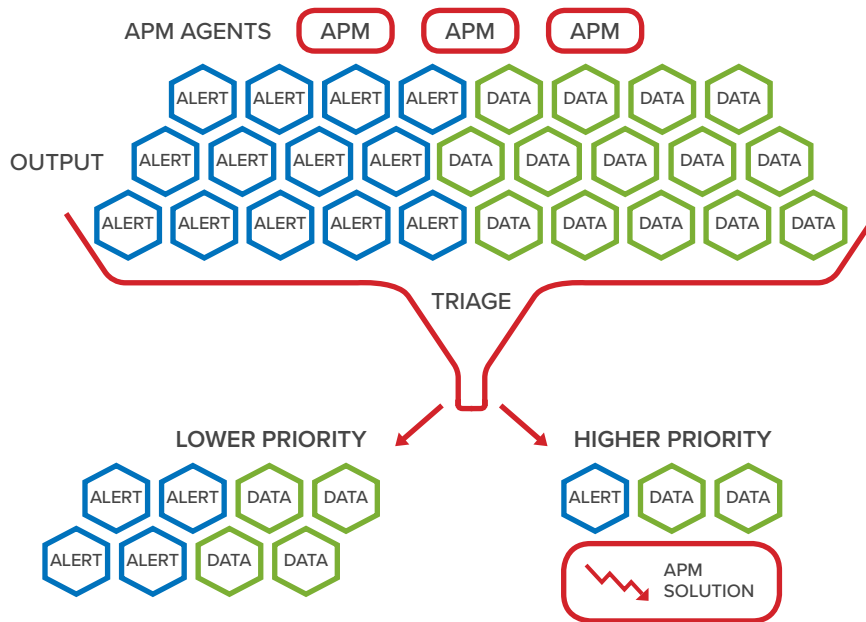 APM AGENTS APM APM APM
ALERT ALERT ALERT ALERT DATA DATA DATA DATA
OUTPUT ALERT ALERT ALERT ALERT DATA DATA DATA DATA DATA
ALERT ALERT ALERT ALERT ALERT DATA DATA DATA DATA DATA
TRIAGE
LOWER PRIORITY
ALERT ALERT DATA DATA
ALERT ALERT DATA DATA
HIGHER PRIORITY
ALERT DATA DATA
APM
SOLUTION